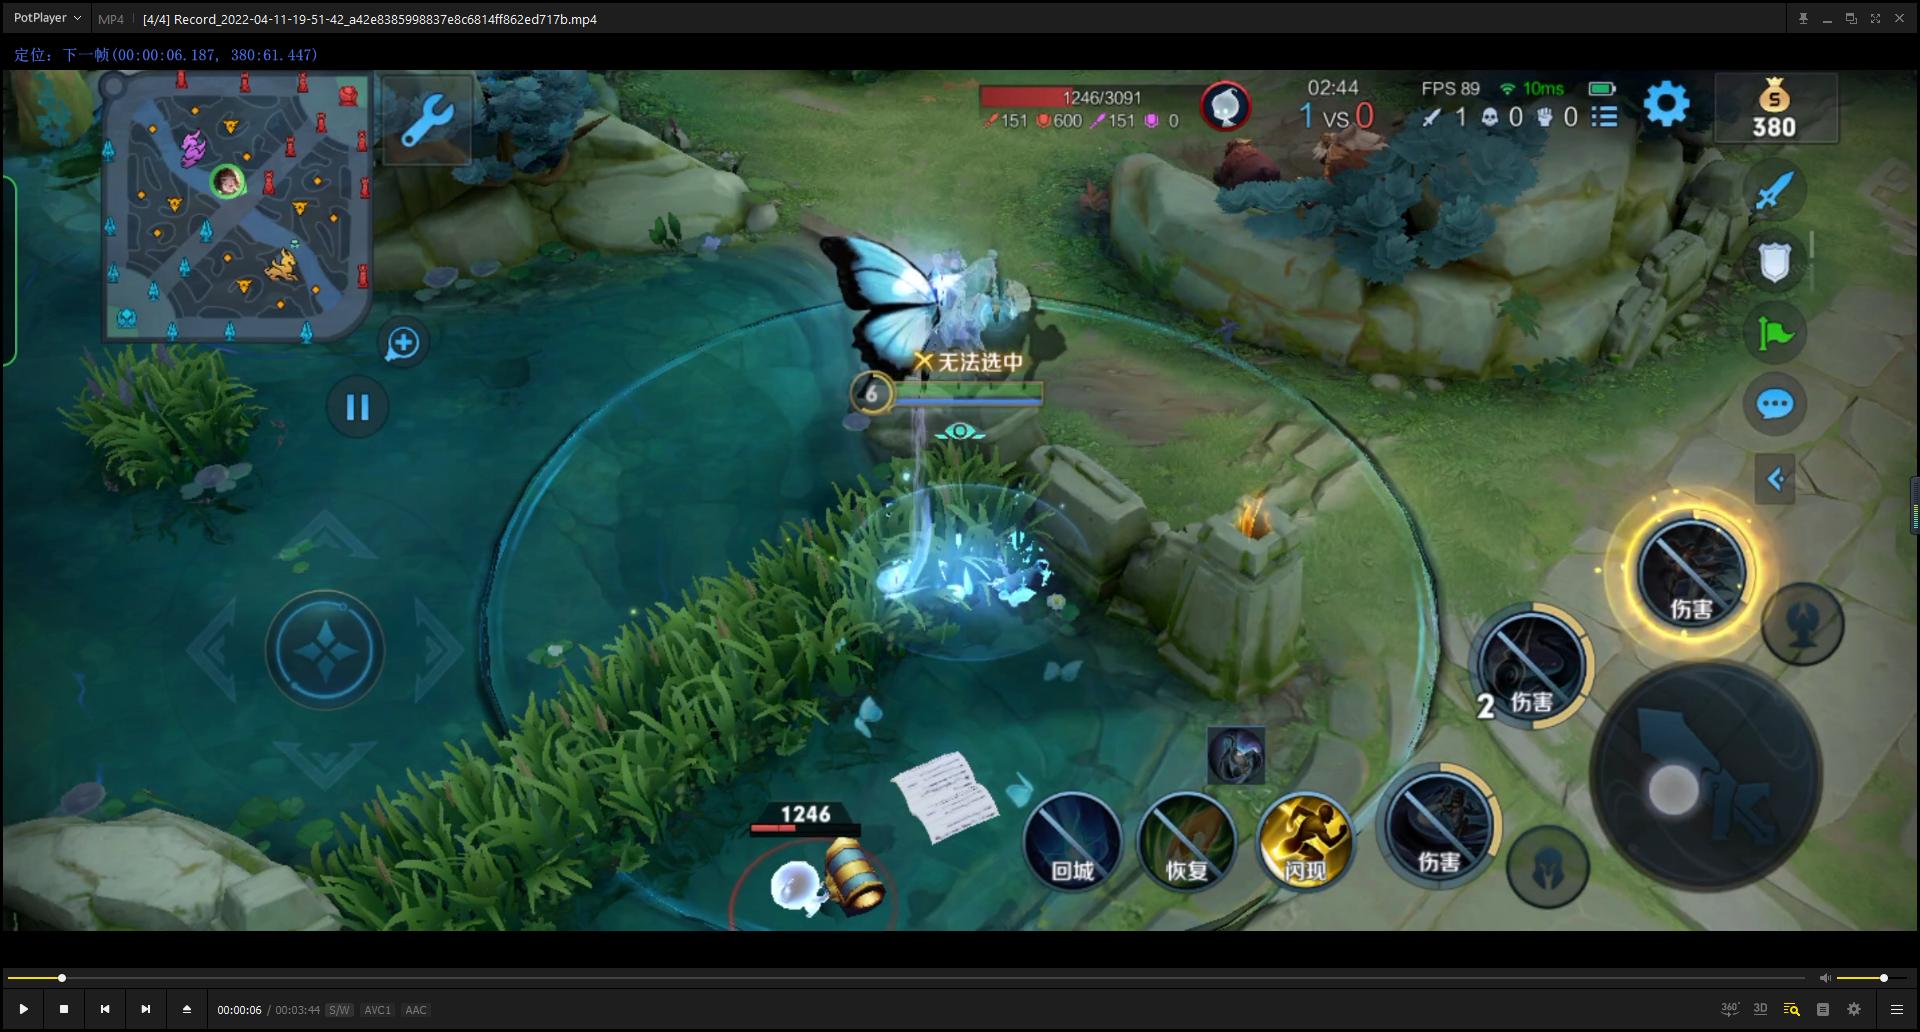 PotPlayer MP4 [4/4] Record_2022-04-11-19-51-42_a42e8385998837e8c6814ff862ed717b.mp4
定位：下一帧(00:00:06.187, 380:61.447)
1246/3091
151 600 151 0
02:44
1 VS 0
FPS 89 10ms
1 0 0
380
无法选中
6
伤害
2 伤害
1246
回城
恢复
闪现
伤害
00:00:06 / 00:03:44 S/W AVC1 AAC
360° 3D